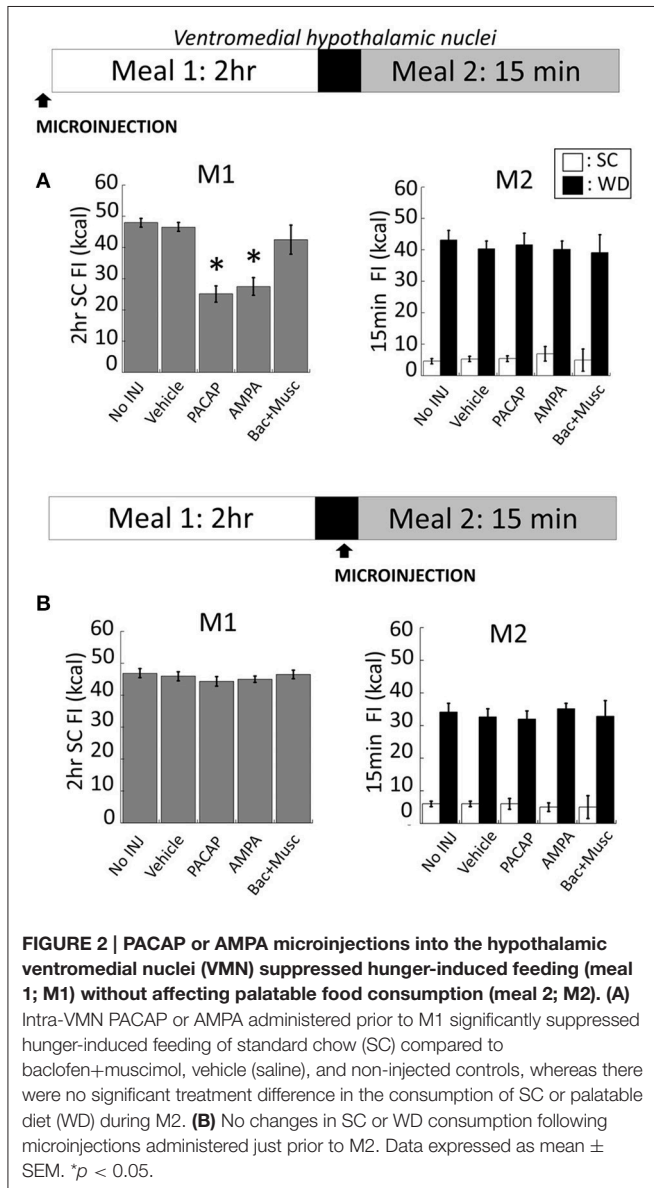 Ventromedial hypothalamic nuclei
Meal 1: 2hr
Meal 2: 15 min
MICROINJECTION
: SC
: WD
A
M1
2hr SC FI (kcal)
60
50
40
30
20
10
0
*
*
No INJ
Vehicle
PACAP
AMPA
Bac+Musc
M2
15min FI (kcal)
60
50
40
30
20
10
0
No INJ
Vehicle
PACAP
AMPA
Bac+Musc
Meal 1: 2hr
Meal 2: 15 min
MICROINJECTION
B
M1
2hr SC FI (kcal)
60
50
40
30
20
10
0
No INJ
Vehicle
PACAP
AMPA
Bac+Musc
M2
15min FI (kcal)
60
50
40
30
20
10
0
No INJ
Vehicle
PACAP
AMPA
Bac+Musc
FIGURE 2 | PACAP or AMPA microinjections into the hypothalamic
ventromedial nuclei (VMN) suppressed hunger-induced feeding (meal
1; M1) without affecting palatable food consumption (meal 2; M2). (A)
Intra-VMN PACAP or AMPA administered prior to M1 significantly suppressed
hunger-induced feeding of standard chow (SC) compared to
baclofen+muscimol, vehicle (saline), and non-injected controls, whereas there
were no significant treatment difference in the consumption of SC or palatable
diet (WD) during M2. (B) No changes in SC or WD consumption following
microinjections administered just prior to M2. Data expressed as mean ±
SEM. *p < 0.05.